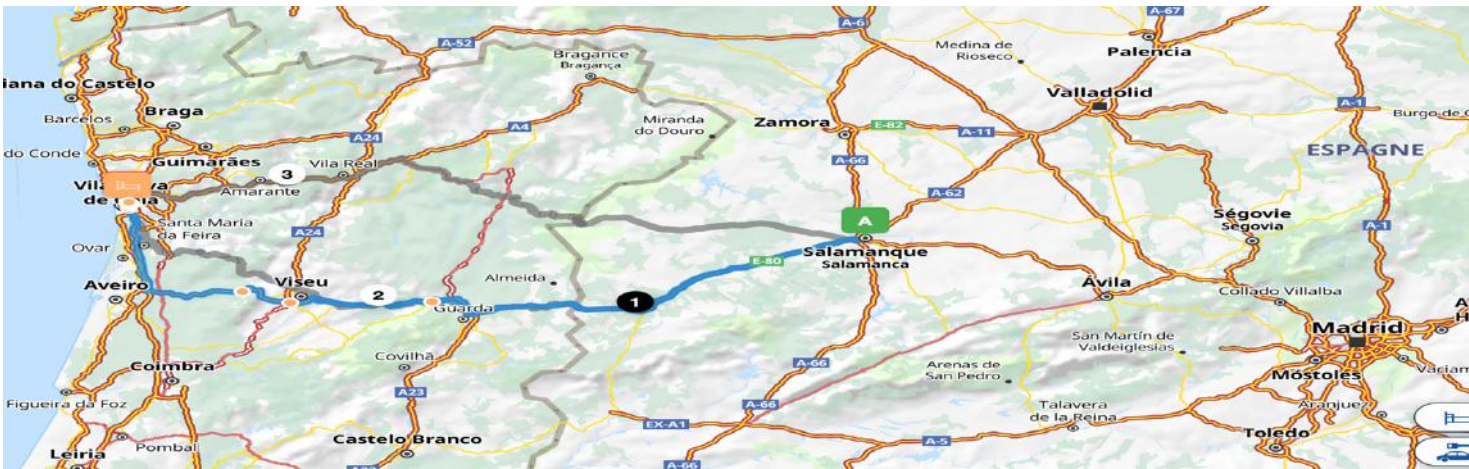 A-67
A-6
A-52
Medina de
Rioseco
Palencia
Bragance
Bragança
iana do Castelo
Valladolid
A-1
Braga
Barcelos
A4
Miranda
do Douro
Zamora
E-82
A-11
Burgo de O
A24
do Conde
Guimarães
Vila Real
3
Amarante
A-66
ESPAGNE
A-62
Santa Maria
da Feira
A
Ségovie
Segovia
Ovar
A24
A-1
Salamanque
Salamanca
E-80
Almeida
Viseu
Aveiro
2
1
Guarda
Ávila
Collado Villalba
Madrid
San Martín de
Valdeiglesias
Covilhã
Coimbra
A-66
Arenas de
San Pedro
Móstoles
Vaciam
A23
Figueira da Foz
A-66
Talavera
de la Reina
Aranjuez
EX-A1
Castelo Branco
A-5
Toledo
Pombal
Leiria
A-66